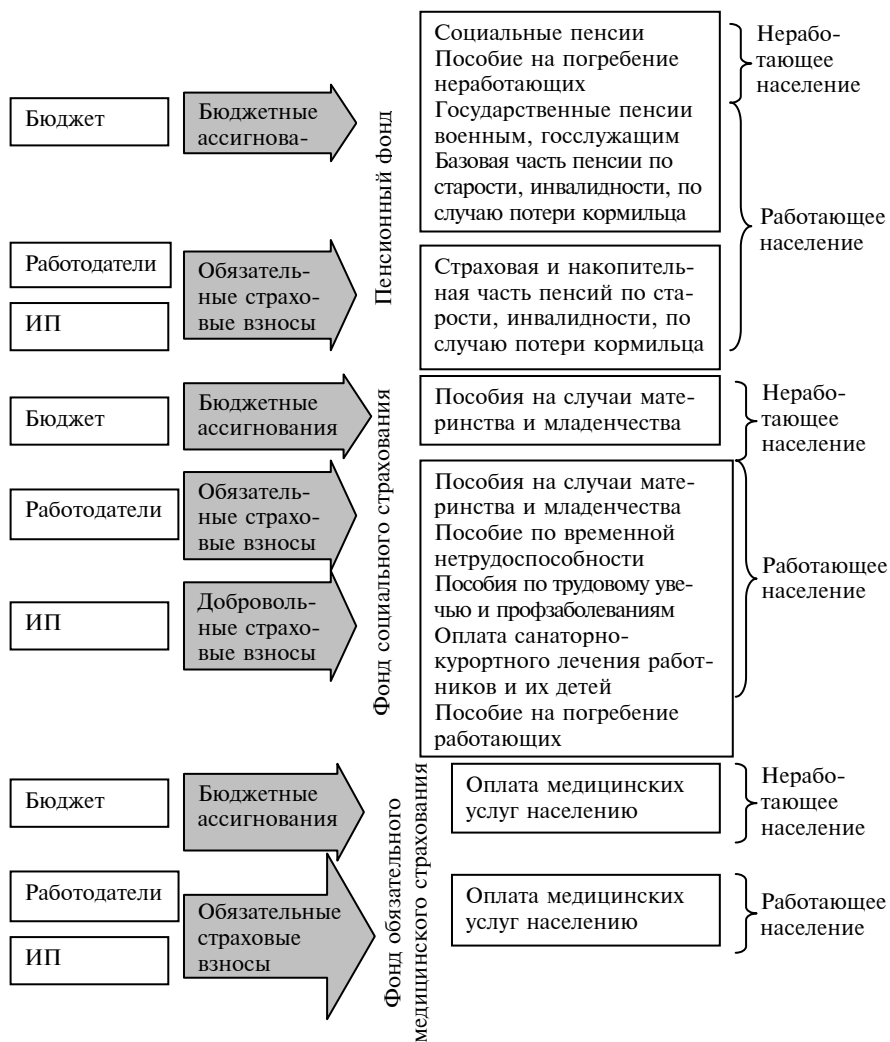 Бюджет
Бюджетные
ассигнова-
Пенсионный фонд
Социальные пенсии
Пособие на погребение
неработающих
Государственные пенсии
военным, госслужащим
Базовая часть пенсии по
старости, инвалидности, по
случаю потери кормильца
Нерабо-
тающее
население
Работающее
население
Работодатели
ИП
Обязатель-
ные страхо-
вые взносы
Страховая и накопитель-
ная часть пенсий по ста-
рости, инвалидности, по
случаю потери кормильца
Бюджет
Бюджетные
ассигнования
Фонд социального страхования
Пособия на случаи мате-
ринства и младенчества
Нерабо-
тающее
население
Работодатели
Обязатель-
ные страхо-
вые взносы
ИП
Доброволь-
ные страхо-
вые взносы
Пособия на случаи мате-
ринства и младенчества
Пособие по временной
нетрудоспособности
Пособия по трудовому уве-
чью и профзаболеваниям
Оплата санаторно-
курортного лечения работ-
ников и их детей
Пособие на погребение
работающих
Работающее
население
Бюджет
Бюджетные
ассигнования
Фонд обязательного
медицинского страхования
Оплата медицинских
услуг населению
Нерабо-
тающее
население
Работодатели
ИП
Обязательные
страховые
взносы
Оплата медицинских
услуг населению
Работающее
население